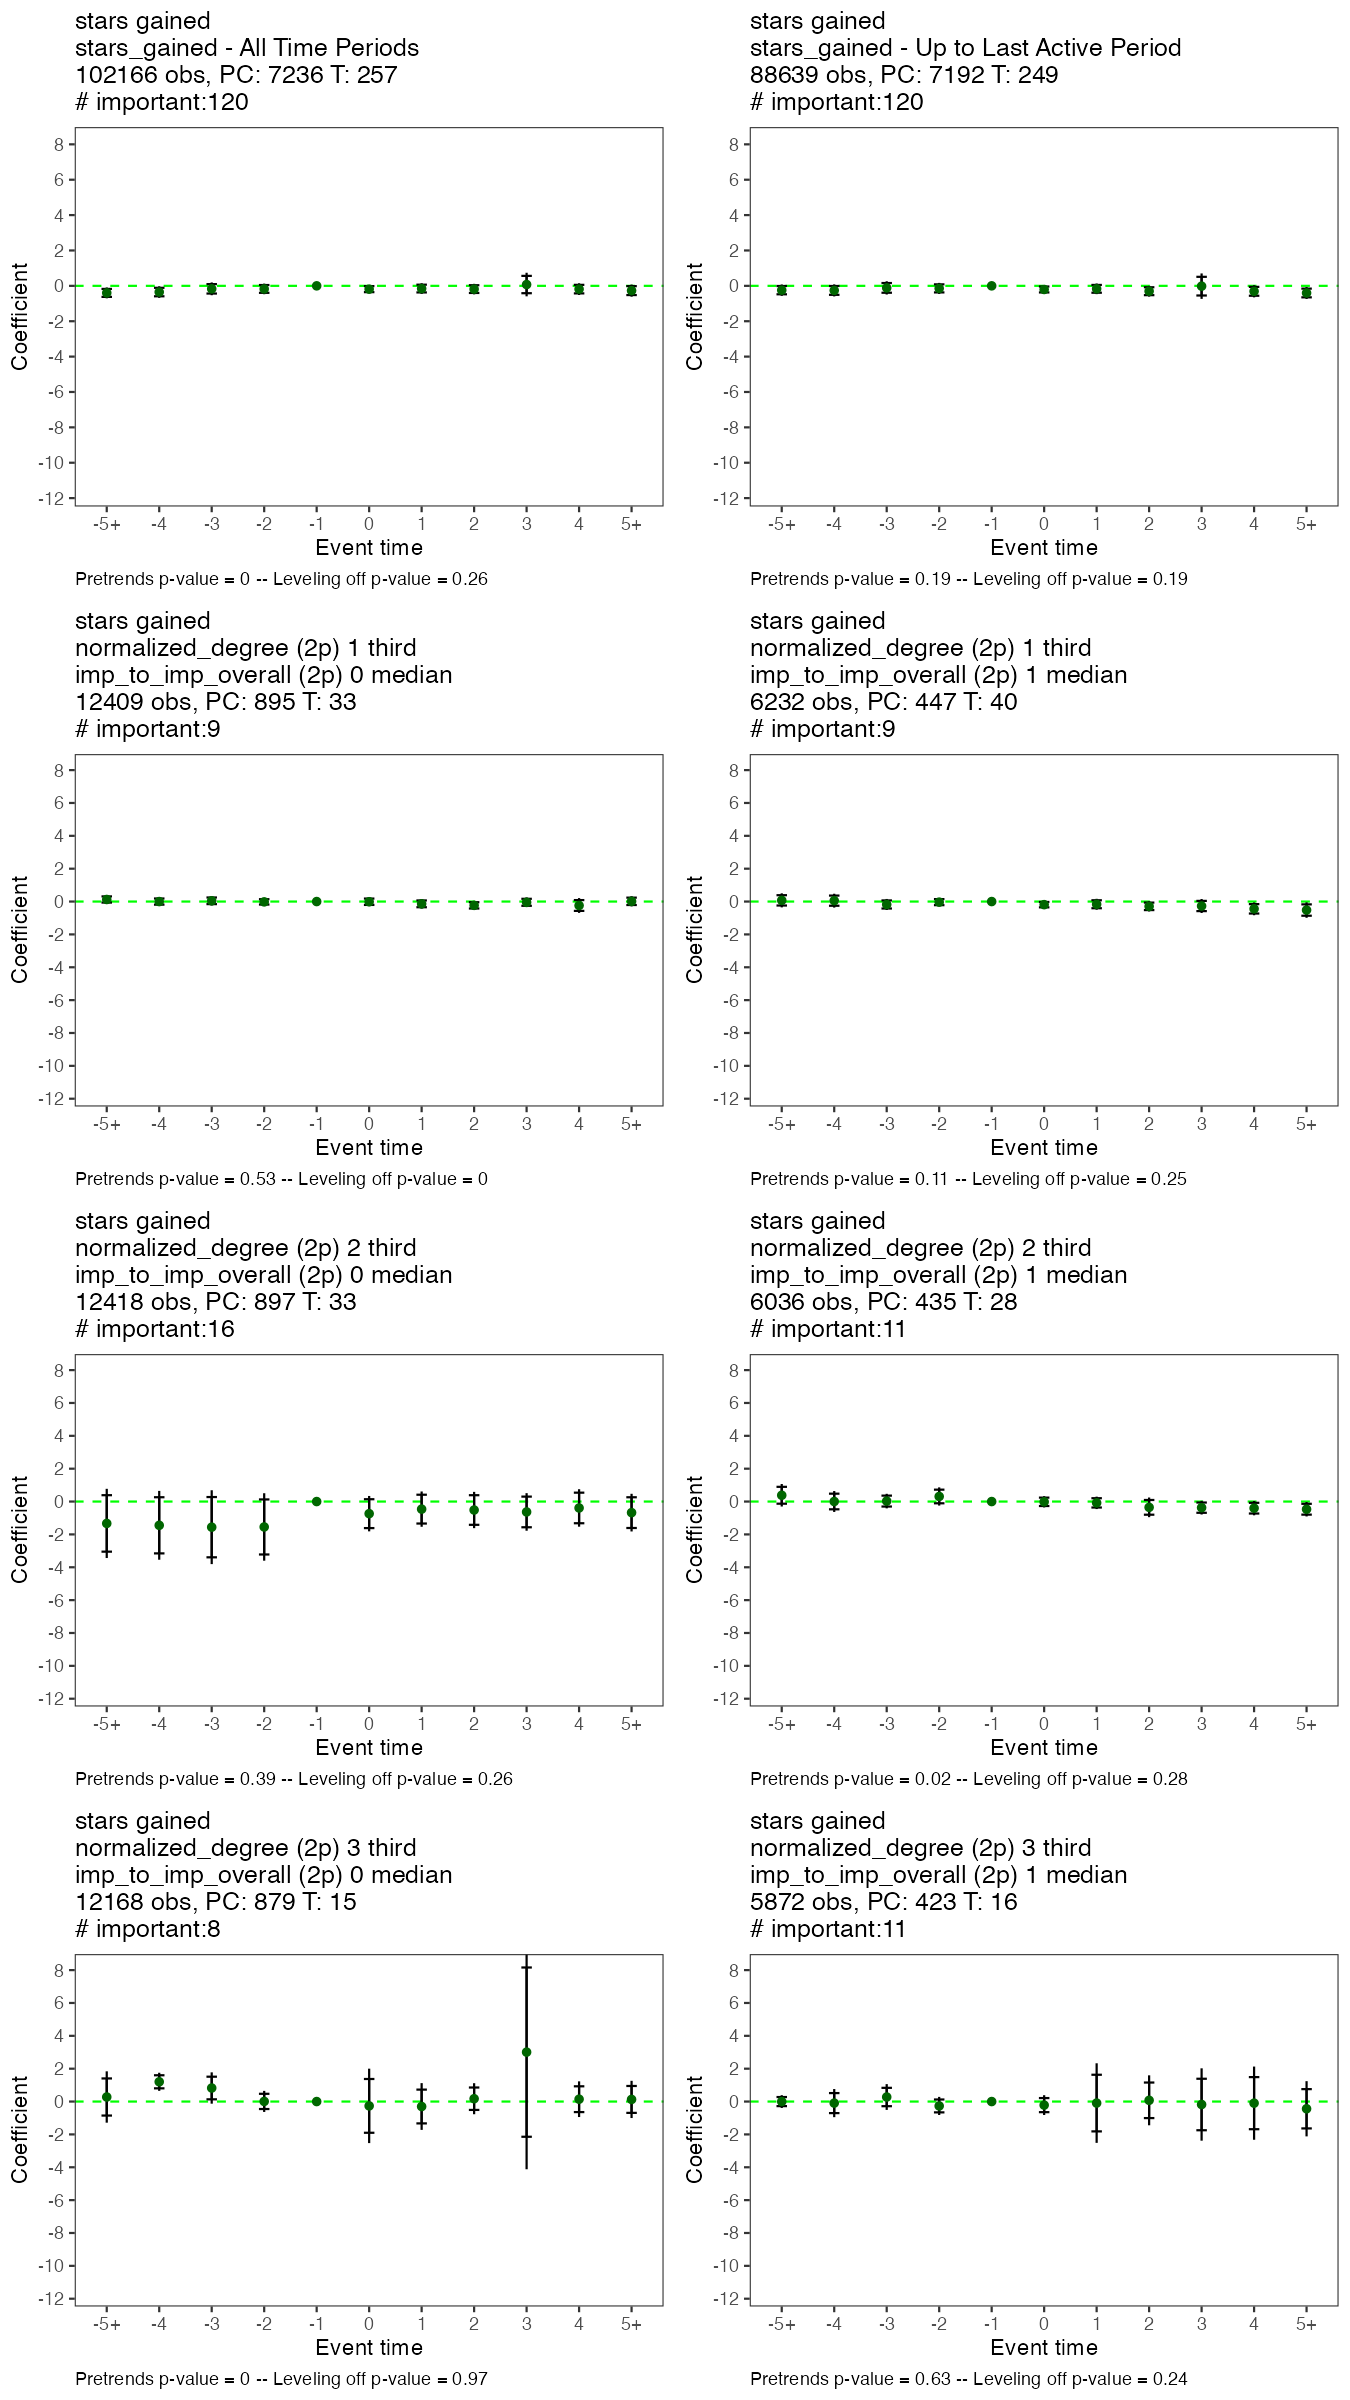 stars gained
stars_gained - All Time Periods
102166 obs, PC: 7236 T: 257
# important:120
8
6
4
2
0
-2
-4
-6
-8
-10
-12
Coefficient
-5+ -4 -3 -2 -1 0 1 2 3 4 5+
Event time
Pretrends p-value = 0 -- Leveling off p-value = 0.26
stars gained
stars_gained - Up to Last Active Period
88639 obs, PC: 7192 T: 249
# important:120
8
6
4
2
0
-2
-4
-6
-8
-10
-12
Coefficient
-5+ -4 -3 -2 -1 0 1 2 3 4 5+
Event time
Pretrends p-value = 0.19 -- Leveling off p-value = 0.19
stars gained
normalized_degree (2p) 1 third
imp_to_imp_overall (2p) 0 median
12409 obs, PC: 895 T: 33
# important:9
8
6
4
2
0
-2
-4
-6
-8
-10
-12
Coefficient
-5+ -4 -3 -2 -1 0 1 2 3 4 5+
Event time
Pretrends p-value = 0.53 -- Leveling off p-value = 0
stars gained
normalized_degree (2p) 1 third
imp_to_imp_overall (2p) 1 median
6232 obs, PC: 447 T: 40
# important:9
8
6
4
2
0
-2
-4
-6
-8
-10
-12
Coefficient
-5+ -4 -3 -2 -1 0 1 2 3 4 5+
Event time
Pretrends p-value = 0.11 -- Leveling off p-value = 0.25
stars gained
normalized_degree (2p) 2 third
imp_to_imp_overall (2p) 0 median
12418 obs, PC: 897 T: 33
# important:16
8
6
4
2
0
-2
-4
-6
-8
-10
-12
Coefficient
-5+ -4 -3 -2 -1 0 1 2 3 4 5+
Event time
Pretrends p-value = 0.39 -- Leveling off p-value = 0.26
stars gained
normalized_degree (2p) 2 third
imp_to_imp_overall (2p) 1 median
6036 obs, PC: 435 T: 28
# important:11
8
6
4
2
0
-2
-4
-6
-8
-10
-12
Coefficient
-5+ -4 -3 -2 -1 0 1 2 3 4 5+
Event time
Pretrends p-value = 0.02 -- Leveling off p-value = 0.28
stars gained
normalized_degree (2p) 3 third
imp_to_imp_overall (2p) 0 median
12168 obs, PC: 879 T: 15
# important:8
8
6
4
2
0
-2
-4
-6
-8
-10
-12
Coefficient
-5+ -4 -3 -2 -1 0 1 2 3 4 5+
Event time
Pretrends p-value = 0 -- Leveling off p-value = 0.97
stars gained
normalized_degree (2p) 3 third
imp_to_imp_overall (2p) 1 median
5872 obs, PC: 423 T: 16
# important:11
8
6
4
2
0
-2
-4
-6
-8
-10
-12
Coefficient
-5+ -4 -3 -2 -1 0 1 2 3 4 5+
Event time
Pretrends p-value = 0.63 -- Leveling off p-value = 0.24